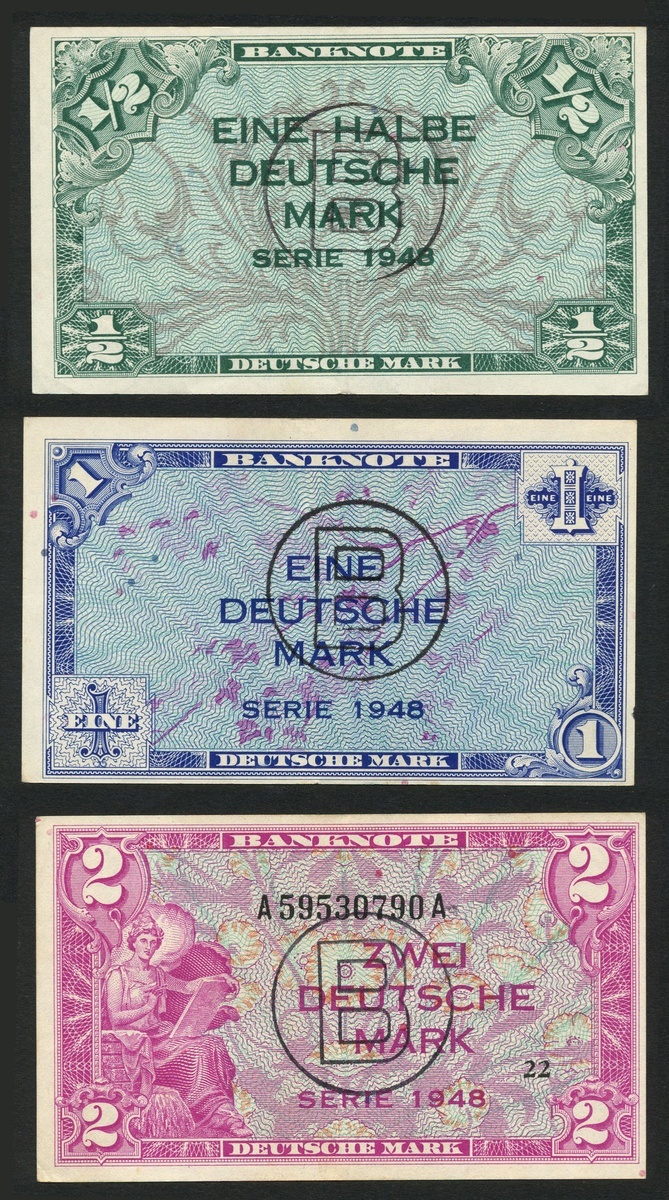 BANKNOTE
1/2 1/2
EINE HALBE
DEUTSCHE
MARK
B
SERIE 1948
1/2 1/2
DEUTSCHE MARK
BANKNOTE
1 EINE 1 EINE
EINE
DEUTSCHE
MARK
B
SERIE 1948
EINE 1 1
DEUTSCHE MARK
BANKNOTE
2 2
A59530790A
ZWEI
DEUTSCHE
MARK
B
22
SERIE 1948
2 2
DEUTSCHE MARK